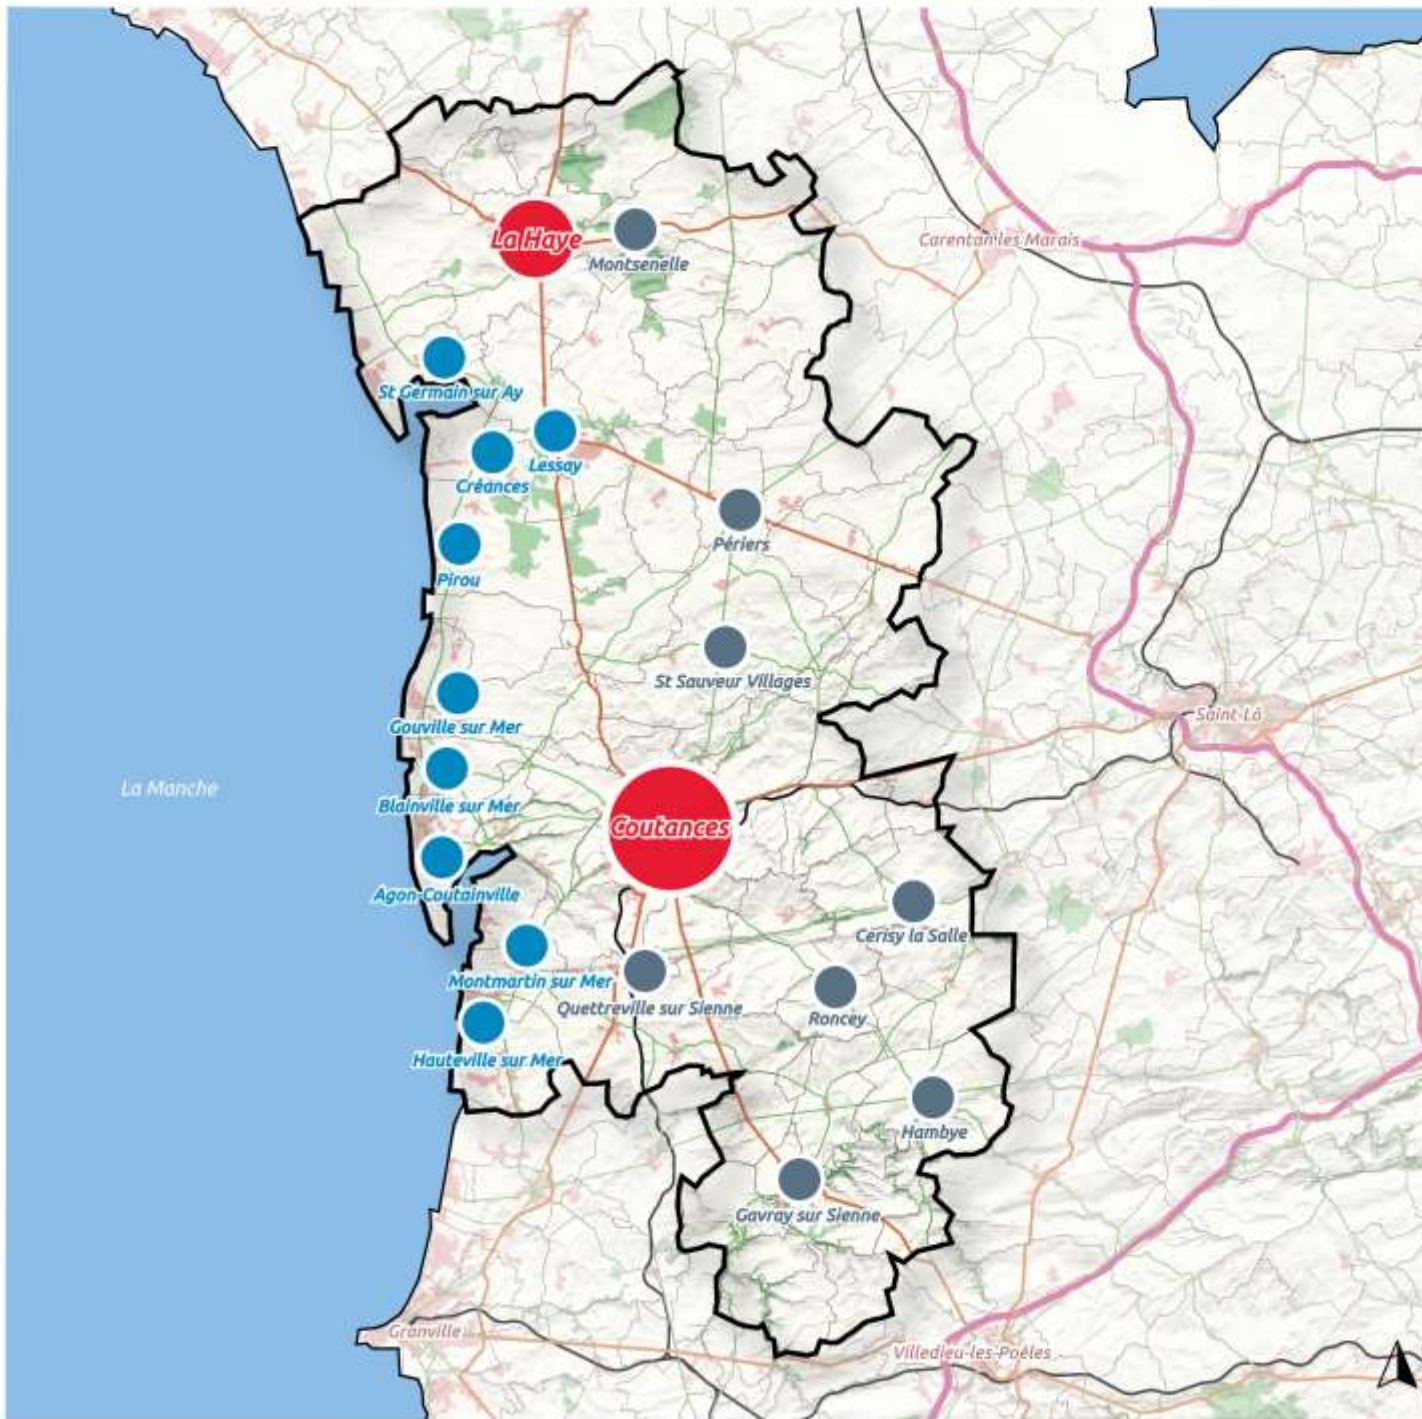 La Haye
Montsenelle
Carentan les Marais
St Germain sur Ay
Lessay
Créances
Périers
Pirou
St Sauveur Villages
Gouville sur Mer
Saint-Lô
La Manche
Blainville sur Mer
Coutances
Agon-Coutainville
Cerisy la Salle
Montmartin sur Mer
Quettreville sur Sienne
Roncey
Hauteville sur Mer
Hambye
Gavray sur Sienne
Granville
Villedieu-les-Poêles